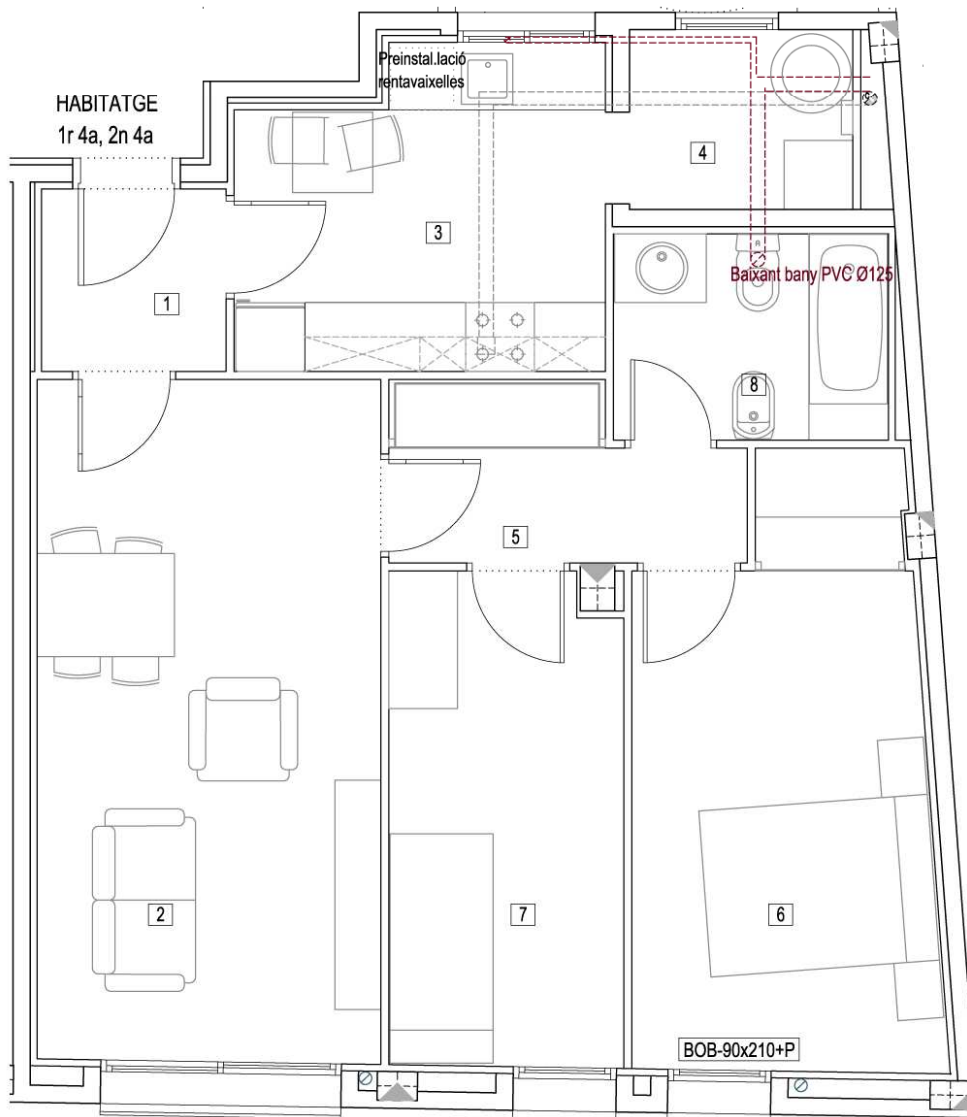 Preinstal.lació
rentavaixelles
HABITATGE
1r 4a, 2n 4a
4
3
Baixant bany PVC Ø125
1
8
5
2
7
6
BOB-90x210+P